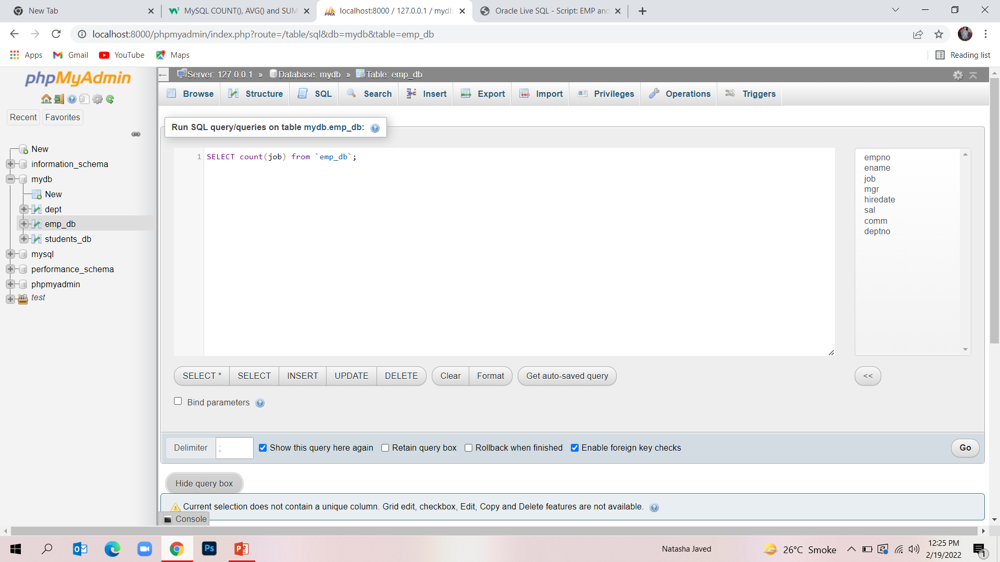 New Tab
MySQL COUNT(), AVG() and SUM
localhost:8000 / 127.0.0.1 / mydb
Oracle Live SQL - Script: EMP and
localhost:8000/phpmyadmin/index.php?route=/table/sql&db=mydb&table=emp_db
Apps Gmail YouTube Maps Reading list
phpMyAdmin
Recent Favorites
New
information_schema
mydb
New
dept
emp_db
students_db
mysql
performance_schema
phpmyadmin
test
← Server: 127.0.0.1 » Database: mydb » Table: emp_db
Browse Structure SQL Search Insert Export Import Privileges Operations Triggers
Run SQL query/queries on table mydb.emp_db:
1 SELECT count(job) from `emp_db`;
empno
ename
job
mgr
hiredate
sal
comm
deptno
SELECT * SELECT INSERT UPDATE DELETE Clear Format Get auto-saved query <<
Bind parameters
Delimiter ; Show this query here again Retain query box Rollback when finished Enable foreign key checks Go
Hide query box
Current selection does not contain a unique column. Grid edit, checkbox, Edit, Copy and Delete features are not available.
Console
Natasha Javed
26°C Smoke
12:25 PM
2/19/2022
1